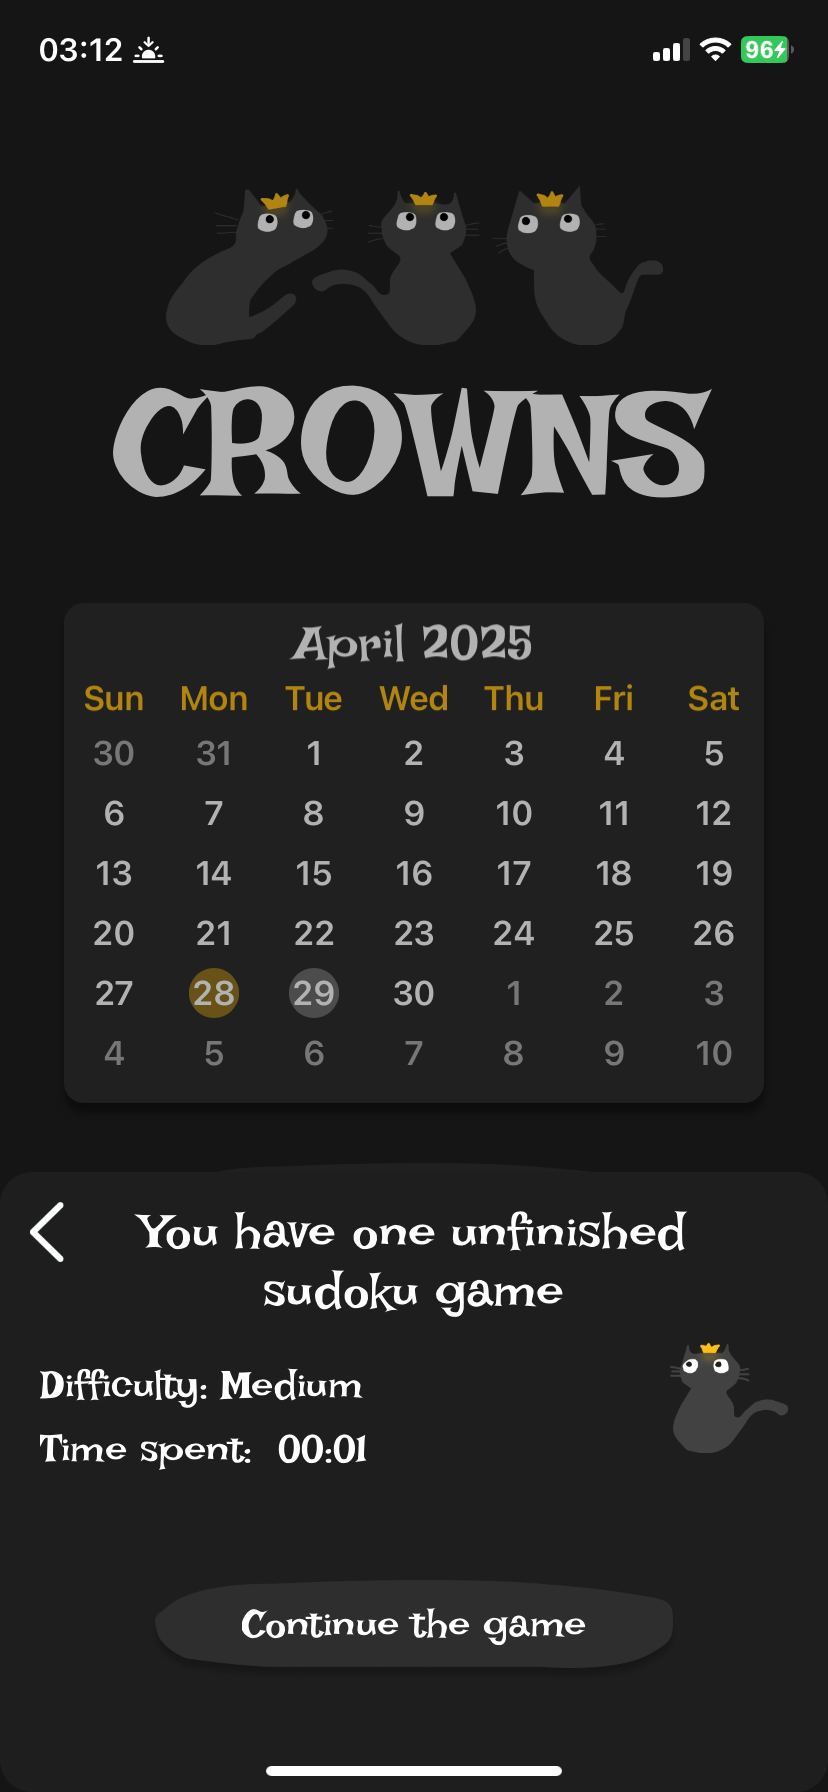 03:12
96
CROWNS
April 2025
Sun Mon Tue Wed Thu Fri Sat
30 31 1 2 3 4 5
6 7 8 9 10 11 12
13 14 15 16 17 18 19
20 21 22 23 24 25 26
27 28 29 30 1 2 3
4 5 6 7 8 9 10
You have one unfinished
sudoku game
Difficulty: Medium
Time spent: 00:01
Continue the game